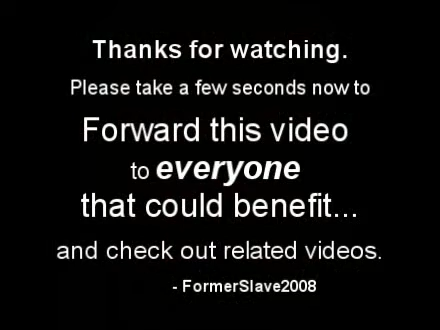 Thanks for watching.
Please take a few seconds now to
Forward this video
to everyone
that could benefit...
and check out related videos.
- FormerSlave2008